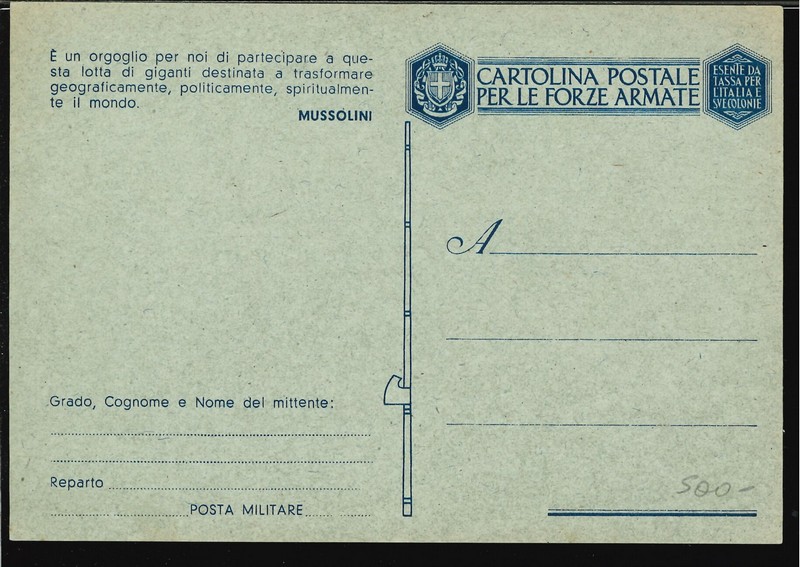 È un orgoglio per noi di partecipare a que-
sta lotta di giganti destinata a trasformare
geograficamente, politicamente, spiritualmen-
te il mondo.
MUSSOLINI
Grado, Cognome e Nome del mittente:
Reparto
POSTA MILITARE
CARTOLINA POSTALE
PER LE FORZE ARMATE
ESENTE DA
TASSA PER
L'ITALIA E
SVE COLONIE
A
500-